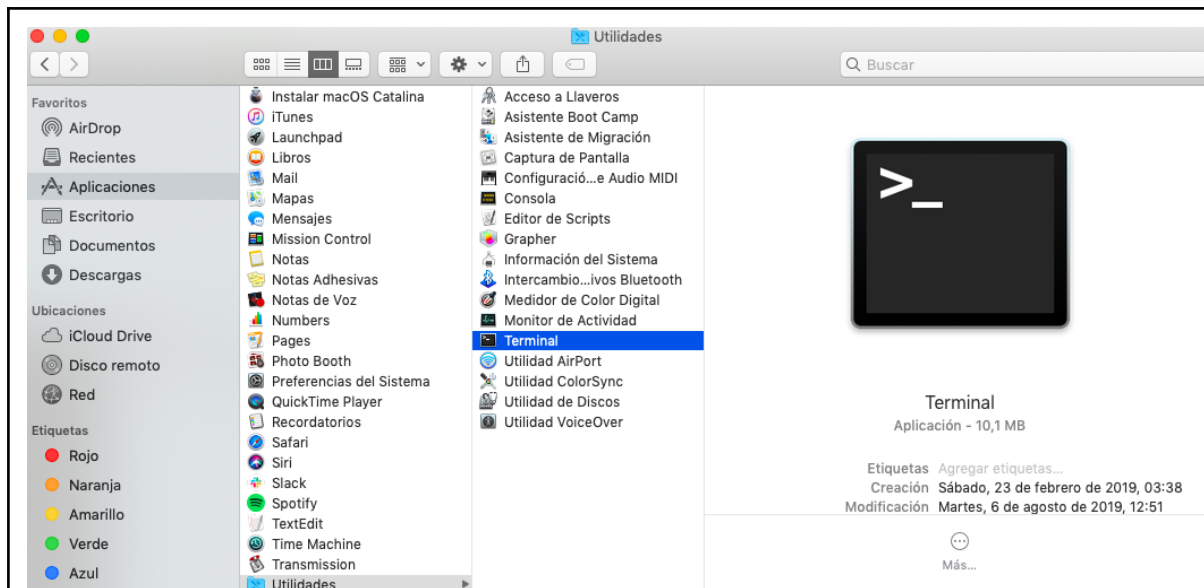 Utilidades
Buscar
Favoritos
AirDrop
Recientes
Aplicaciones
Escritorio
Documentos
Descargas
Ubicaciones
iCloud Drive
Disco remoto
Red
Etiquetas
Rojo
Naranja
Amarillo
Verde
Azul
Instalar macOS Catalina
iTunes
Launchpad
Libros
Mail
Mapas
Mensajes
Mission Control
Notas
Notas Adhesivas
Notas de Voz
Numbers
Pages
Photo Booth
Preferencias del Sistema
QuickTime Player
Recordatorios
Safari
Siri
Slack
Spotify
TextEdit
Time Machine
Transmission
Utilidades
Acceso a Llaveros
Asistente Boot Camp
Asistente de Migración
Captura de Pantalla
Configuració...e Audio MIDI
Consola
Editor de Scripts
Grapher
Información del Sistema
Intercambio...ivos Bluetooth
Medidor de Color Digital
Monitor de Actividad
Terminal
Utilidad AirPort
Utilidad ColorSync
Utilidad de Discos
Utilidad VoiceOver
>_
Terminal
Aplicación - 10,1 MB
Etiquetas Agregar etiquetas...
Creación Sábado, 23 de febrero de 2019, 03:38
Modificación Martes, 6 de agosto de 2019, 12:51
Más...